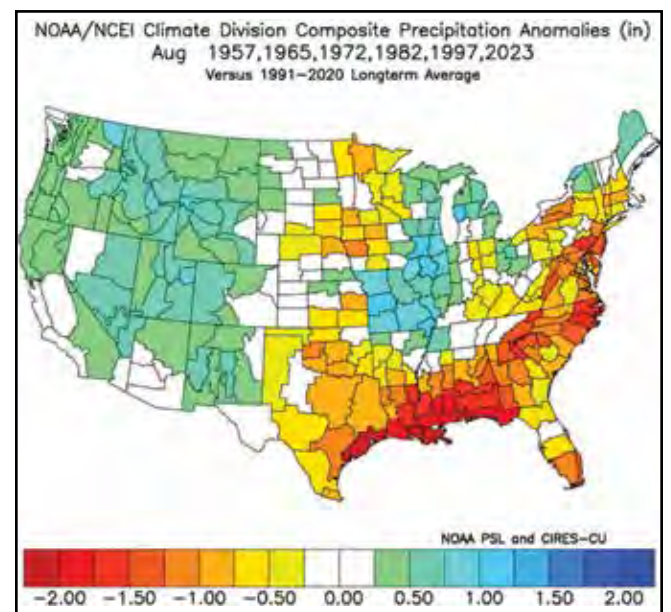 NOAA/NCEI Climate Division Composite Precipitation Anomalies (in)
Aug 1957,1965,1972,1982,1997,2023
Versus 1991-2020 Longterm Average
NOAA PSL and CIRES-CU
-2.00 -1.50 -1.00 -0.50 0.00 0.50 1.00 1.50 2.00